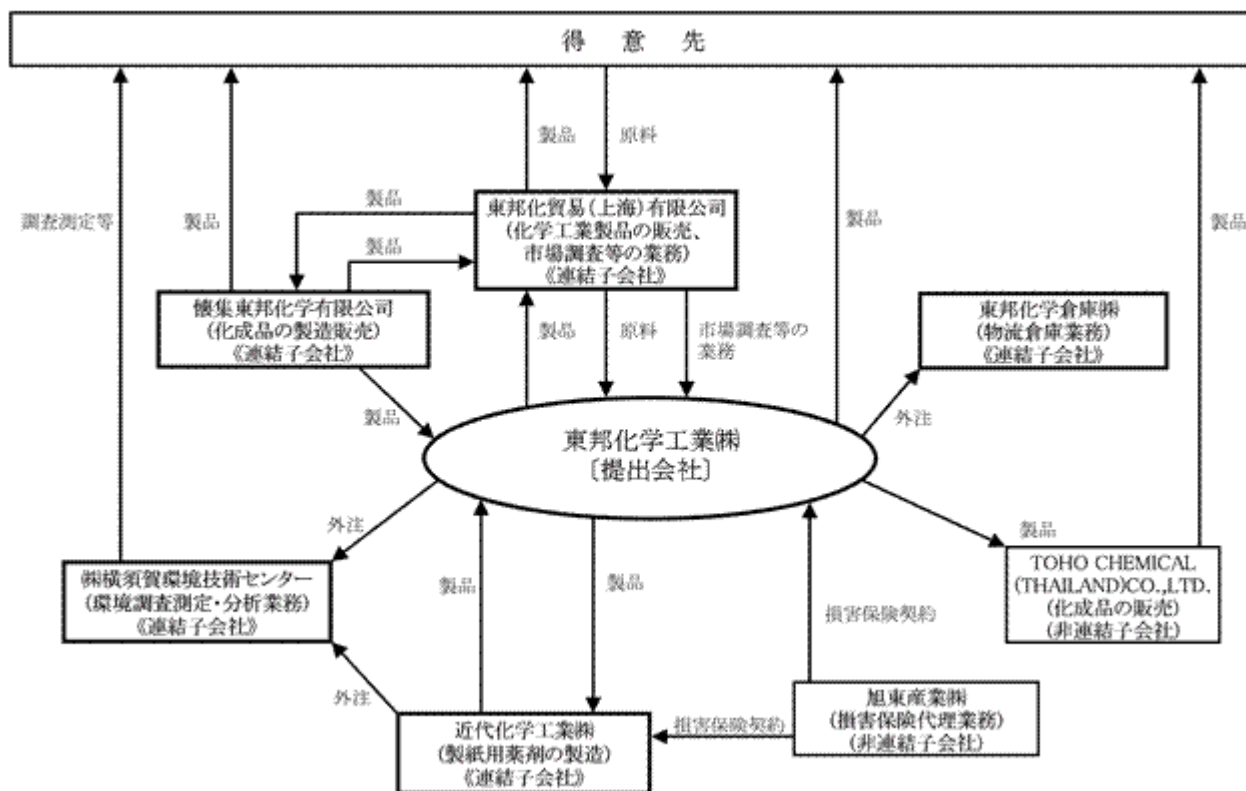 得意先
製品
原料
調査測定等
製品
製品
東邦化貿易(上海)有限公司
(化学工業製品の販売、
市場調査等の業務)
《連結子会社》
製品
製品
製品
懐集東邦化学有限公司
(化成品の製造販売)
《連結子会社》
製品
原料
市場調査等の
業務
東邦化学倉庫㈱
(物流倉庫業務)
《連結子会社》
製品
外注
東邦化学工業㈱
〔提出会社〕
外注
製品
㈱横須賀環境技術センター
(環境調査測定・分析業務)
《連結子会社》
製品
製品
TOHO CHEMICAL
(THAILAND)CO.,LTD.
(化成品の販売)
(非連結子会社)
損害保険契約
外注
近代化学工業㈱
(製紙用薬剤の製造)
《連結子会社》
損害保険契約
旭東産業㈱
(損害保険代理業務)
(非連結子会社)